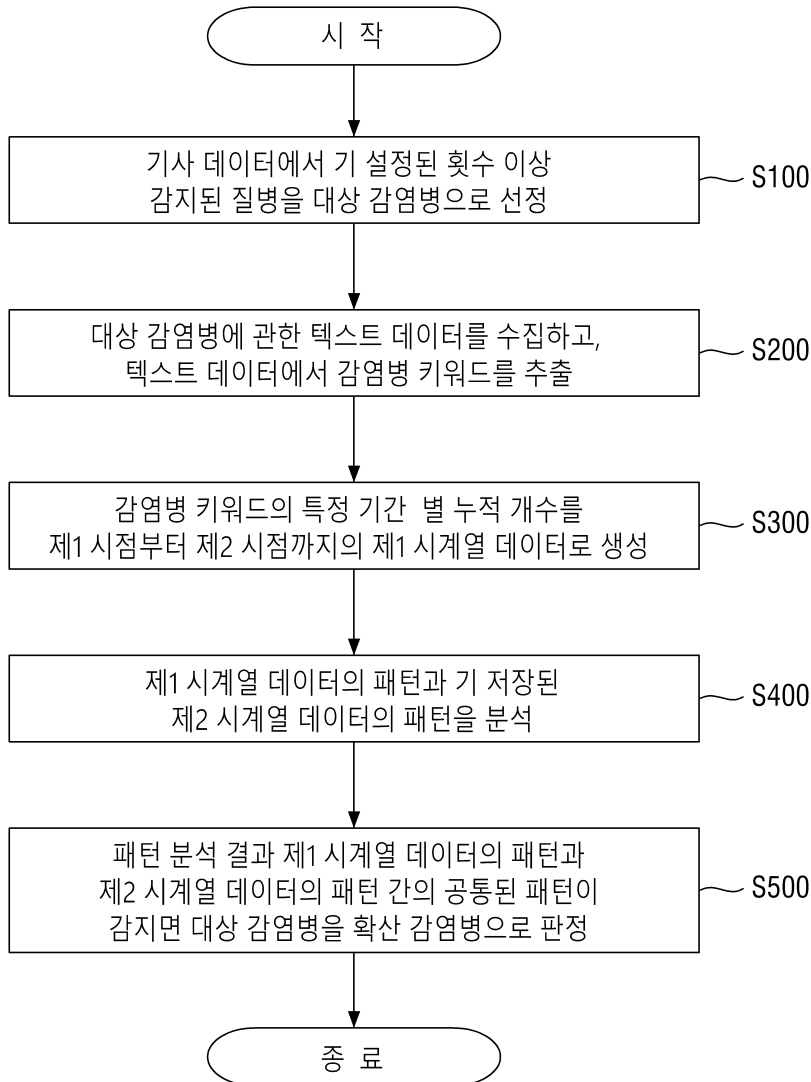 시 작
기사 데이터에서 기 설정된 횟수 이상
감지된 질병을 대상 감염병으로 선정
S100
대상 감염병에 관한 텍스트 데이터를 수집하고,
텍스트 데이터에서 감염병 키워드를 추출
S200
감염병 키워드의 특정 기간 별 누적 개수를
제1 시점부터 제2 시점까지의 제1 시계열 데이터로 생성
S300
제1 시계열 데이터의 패턴과 기 저장된
제2 시계열 데이터의 패턴을 분석
S400
패턴 분석 결과 제1 시계열 데이터의 패턴과
제2 시계열 데이터의 패턴 간의 공통된 패턴이
감지면 대상 감염병을 확산 감염병으로 판정
S500
종 료